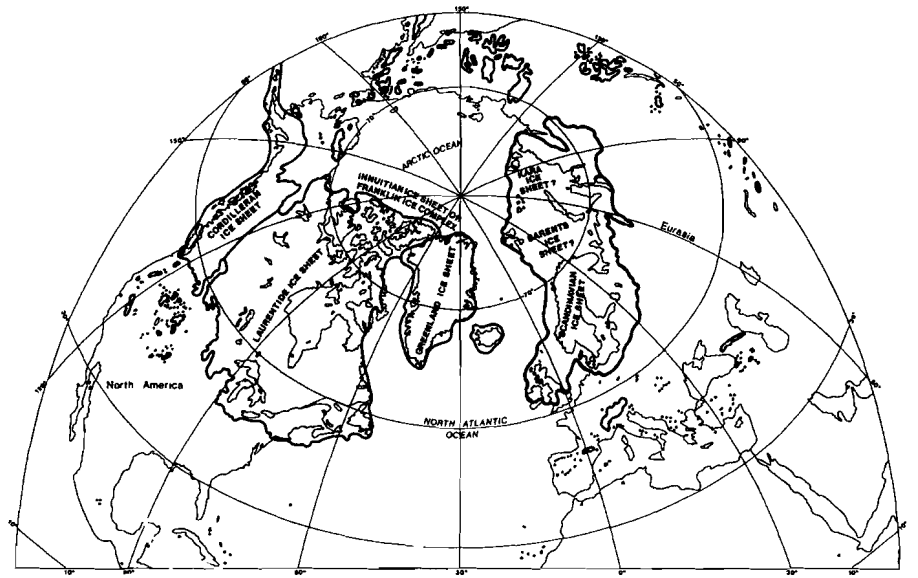 150°
ARCTIC OCEAN
KARA
ICE
SHEET ?
INNUITIAN ICE SHEET OR
FRANKLIN ICE COMPLEX
CORDILLERAN
ICE SHEET
BARENTS
ICE
SHEET ?
Eurasia
LAURENTIDE ICE SHEET
GREENLAND ICE SHEET
SCANDINAVIAN
ICE SHEET
North America
NORTH ATLANTIC
OCEAN